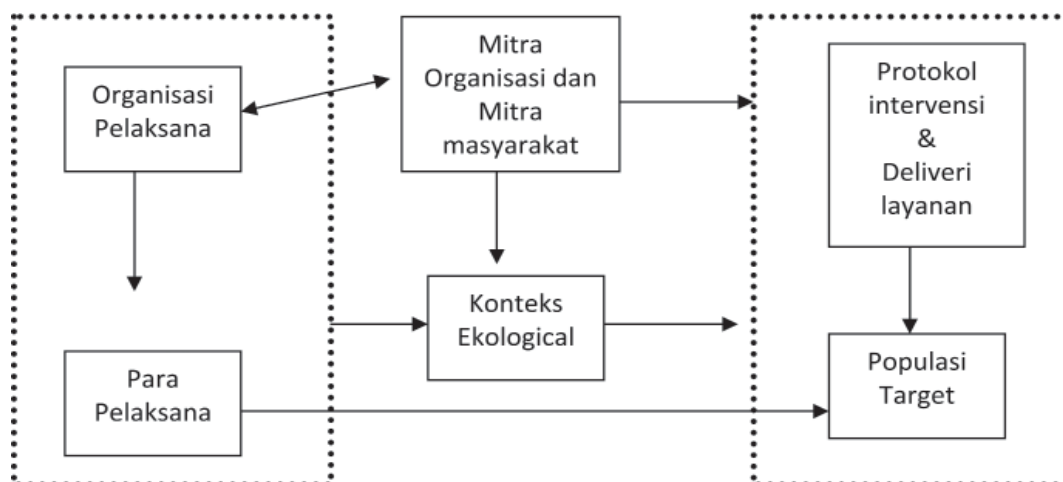 Organisasi
Pelaksana
Mitra
Organisasi dan
Mitra
masyarakat
Protokol
intervensi
&
Deliveri
layanan
Konteks
Ekological
Para
Pelaksana
Populasi
Target